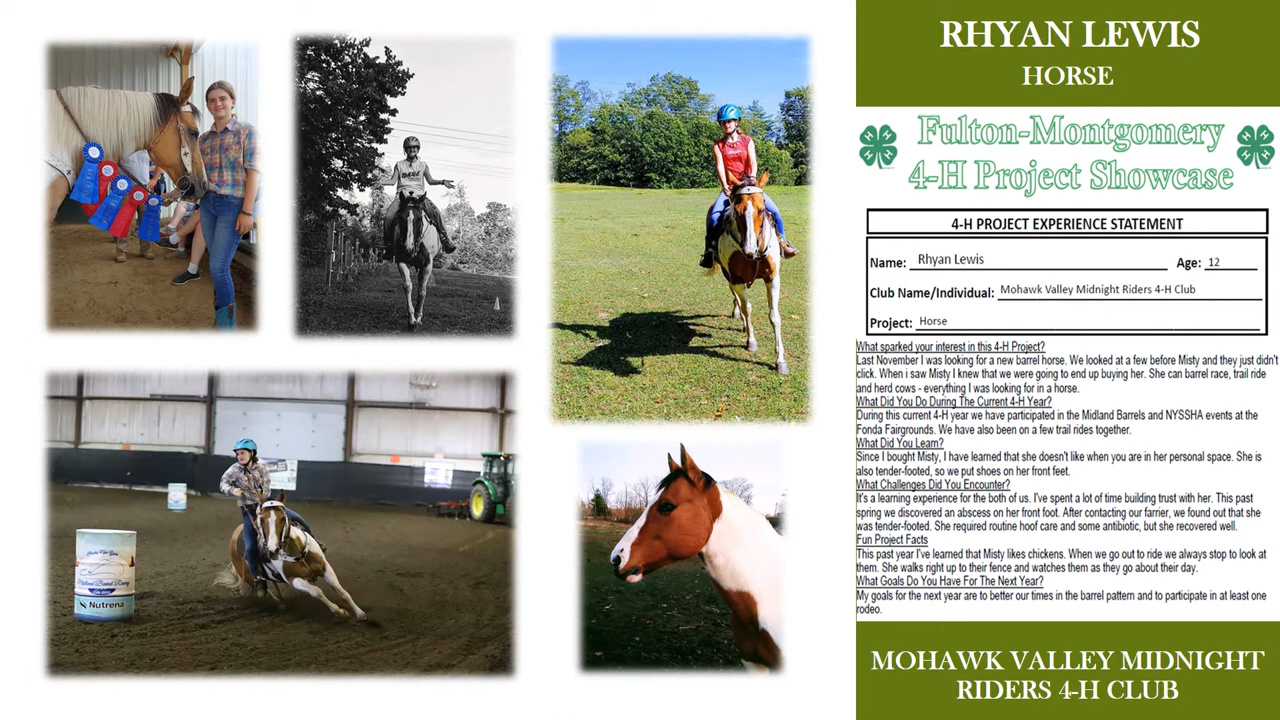 RHYAN LEWIS
HORSE
Fulton-Montgomery
4-H Project Showcase
4-H PROJECT EXPERIENCE STATEMENT
Name: Rhyan Lewis Age: 12
Club Name/Individual: Mohawk Valley Midnight Riders 4-H Club
Project: Horse
What sparked your interest in this 4-H Project?
Last November I was looking for a new barrel horse. We looked at a few before Misty and they just didn't
click. When i saw Misty I knew that we were going to end up buying her. She can barrel race, trail ride
and herd cows - everything I was looking for in a horse.
What Did You Do During The Current 4-H Year?
During this current 4-H year we have participated in the Midland Barrels and NYSSHA events at the
Fonda Fairgrounds. We have also been on a few trail rides together.
What Did You Learn?
Since I bought Misty, I have learned that she doesn't like when you are in her personal space. She is
also tender-footed, so we put shoes on her front feet.
What Challenges Did You Encounter?
It's a learning experience for the both of us. I've spent a lot of time building trust with her. This past
spring we discovered an abscess on her front foot. After contacting our farrier, we found out that she
was tender-footed. She required routine hoof care and some antibiotic, but she recovered well.
Fun Project Facts
This past year I've learned that Misty likes chickens. When we go out to ride we always stop to look at
them. She walks right up to their fence and watches them as they go about their day.
What Goals Do You Have For The Next Year?
My goals for the next year are to better our times in the barrel pattern and to participate in at least one
rodeo.
Nutrena
MOHAWK VALLEY MIDNIGHT
RIDERS 4-H CLUB